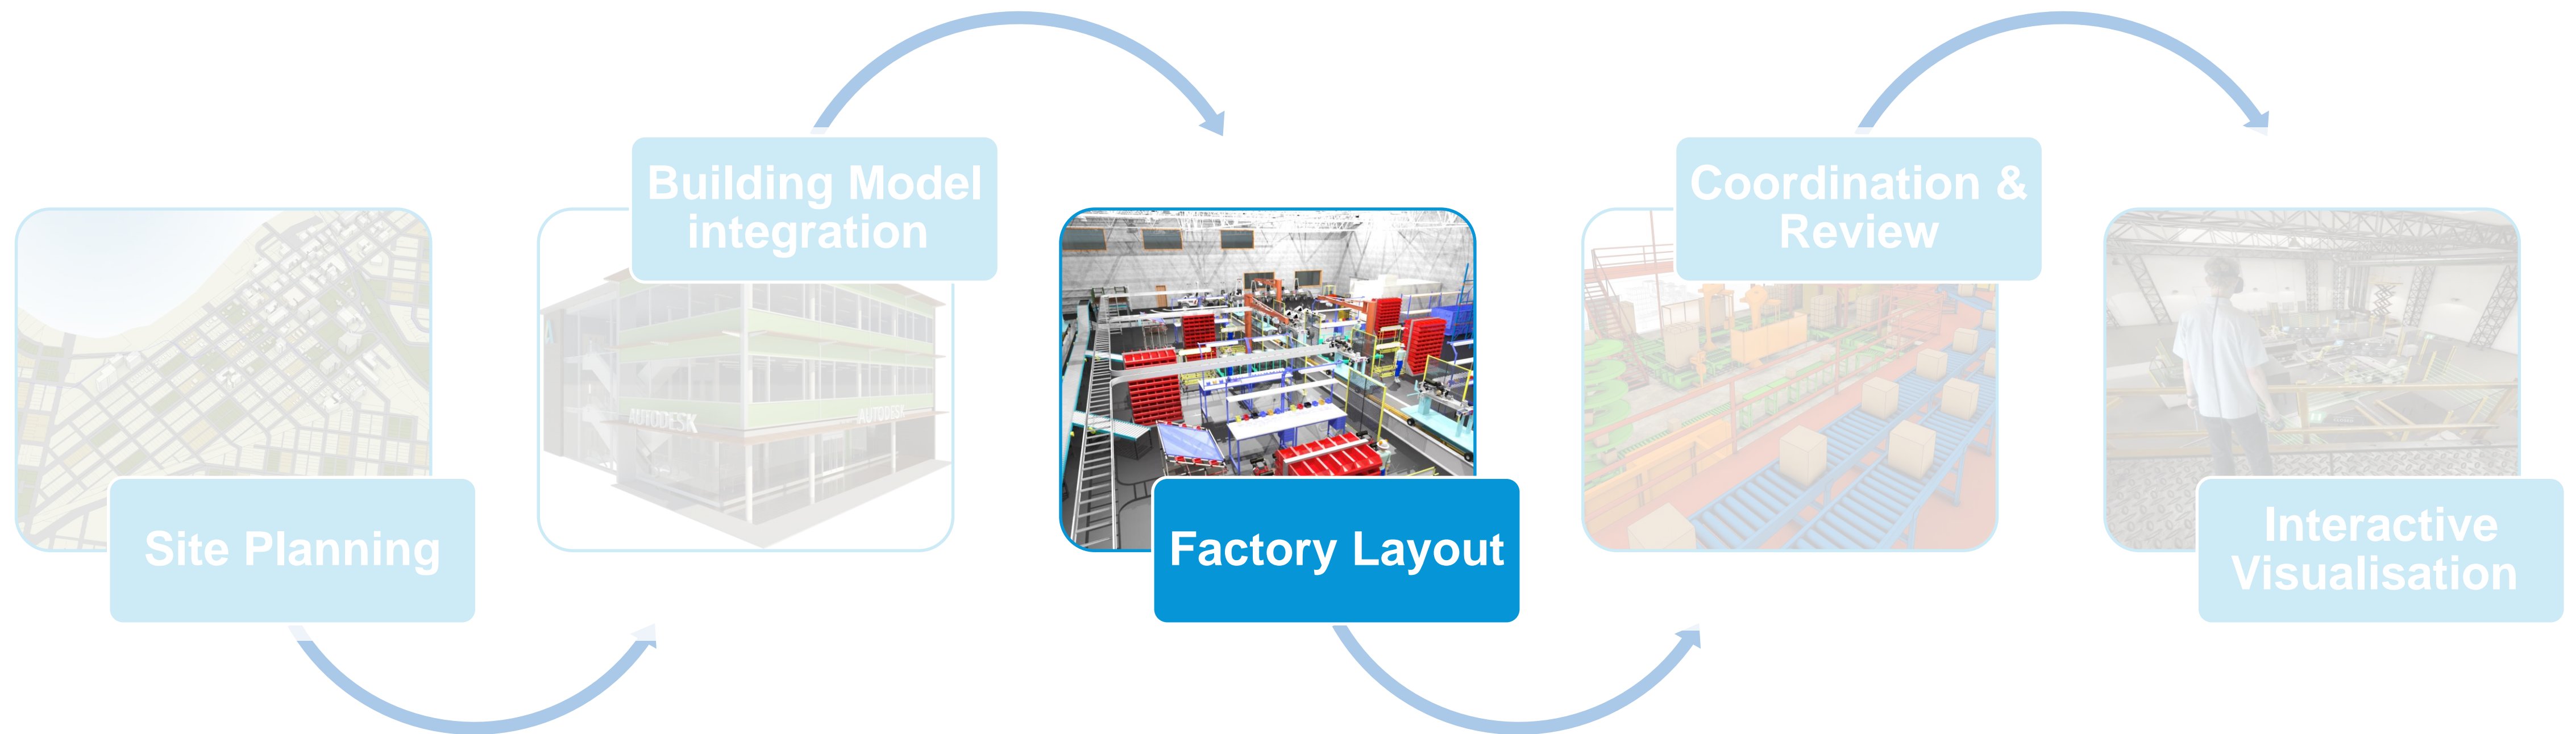 Site Planning
Building Model
integration
AUTODESK
AUTODESK
Factory Layout
Coordination &
Review
Interactive
Visualisation